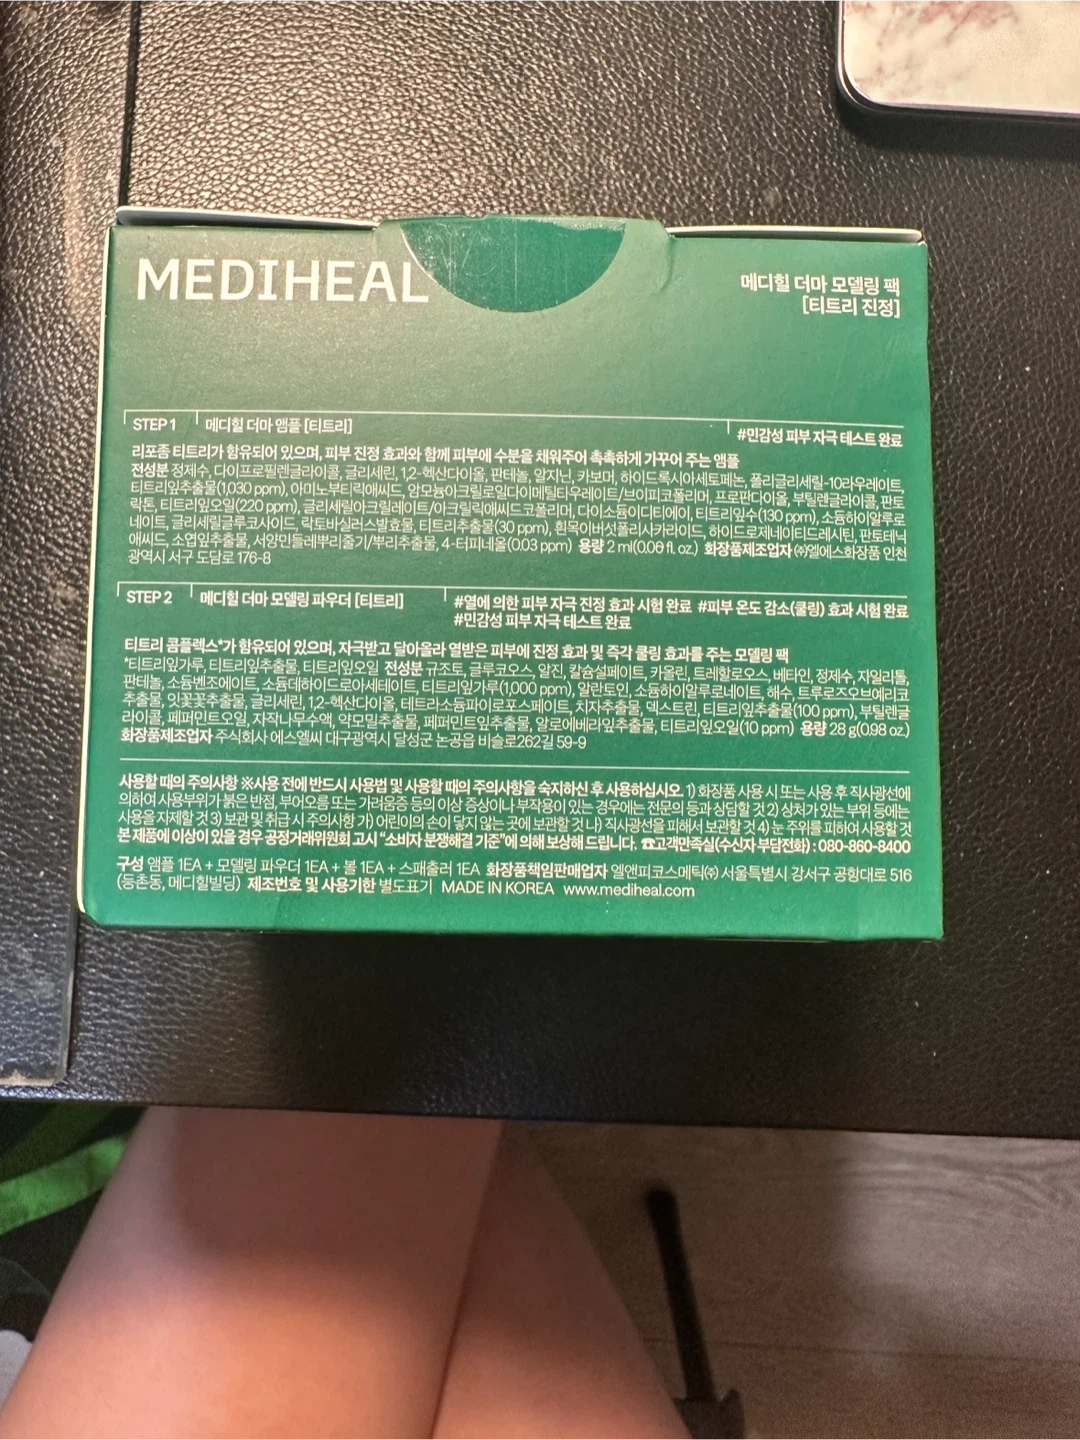 MEDIHEAL
메디힐 더마 모델링 팩
[티트리 진정]
STEP 1 메디힐 더마 앰플 [티트리]
#민감성 피부 자극 테스트 완료
리포좀 티트리가 함유되어 있으며, 피부 진정 효과와 함께 피부에 수분을 채워주어 촉촉하게 가꾸어 주는 앰플
전성분 정제수, 다이프로필렌글라이콜, 글리세린, 1,2-헥산다이올, 판테놀, 알지닌, 카보머, 하이드록시아세토페논, 폴리글리세릴-10라우레이트,
티트리잎추출물(1,030 ppm), 아미노부티릭애씨드, 암모늄아크릴로일다이메틸타우레이트/브이피코폴리머, 프로판다이올, 부틸렌글라이콜, 판토
락톤, 티트리잎오일(220 ppm), 글리세릴아크릴레이트/아크릴릭애씨드코폴리머, 다이소듐이디티에이, 티트리잎수(130 ppm), 소듐하이알루로
네이트, 글리세릴글루코사이드, 락토바실러스발효물, 티트리추출물(30 ppm), 흰목이버섯폴리사카라이드, 하이드로제네이티드레시틴, 판토테닉
애씨드, 소엽잎추출물, 서양민들레뿌리줄기/뿌리추출물, 4-터피네올(0.03 ppm) 용량 2 ml(0.06 fl. oz.) 화장품제조업자 ㈜엘에스화장품 인천
광역시 서구 도담로 176-8
STEP 2 메디힐 더마 모델링 파우더 [티트리]
#열에 의한 피부 자극 진정 효과 시험 완료 #피부 온도 감소(쿨링) 효과 시험 완료
#민감성 피부 자극 테스트 완료
티트리 콤플렉스*가 함유되어 있으며, 자극받고 달아올라 열받은 피부에 진정 효과 및 즉각 쿨링 효과를 주는 모델링 팩
*티트리잎가루, 티트리잎추출물, 티트리잎오일 전성분 규조토, 글루코오스, 알진, 칼슘설페이트, 카올린, 트레할로오스, 베타인, 정제수, 자일리톨,
판테놀, 소듐벤조에이트, 소듐데하이드로아세테이트, 티트리잎가루(1,000 ppm), 알란토인, 소듐하이알루로네이트, 해수, 트루로즈오브예리코
추출물, 잇꽃꽃추출물, 글리세린, 1,2-헥산다이올, 테트라소듐파이로포스페이트, 치자추출물, 덱스트린, 티트리잎추출물(100 ppm), 부틸렌글
라이콜, 페퍼민트오일, 자작나무수액, 약모밀추출물, 페퍼민트잎추출물, 알로에베라잎추출물, 티트리잎오일(10 ppm) 용량 28 g(0.98 oz.)
화장품제조업자 주식회사 에스엘씨 대구광역시 달성군 논공읍 비슬로262길 59-9
사용할 때의 주의사항 ※사용 전에 반드시 사용법 및 사용할 때의 주의사항을 숙지하신 후 사용하십시오. 1) 화장품 사용 시 또는 사용 후 직사광선에
의하여 사용부위가 붉은 반점, 부어오름 또는 가려움증 등의 이상 증상이나 부작용이 있는 경우에는 전문의 등과 상담할 것 2) 상처가 있는 부위 등에는
사용을 자제할 것 3) 보관 및 취급 시 주의사항 가) 어린이의 손이 닿지 않는 곳에 보관할 것 나) 직사광선을 피해서 보관할 것 4) 눈 주위를 피하여 사용할 것
본 제품에 이상이 있을 경우 공정거래위원회 고시 "소비자 분쟁해결 기준"에 의해 보상해 드립니다. ☎고객만족실(수신자 부담전화) : 080-860-8400
구성 앰플 1EA + 모델링 파우더 1EA + 볼 1EA + 스패출러 1EA 화장품책임판매업자 엘앤피코스메틱㈜ 서울특별시 강서구 공항대로 516
(등촌동, 메디힐빌딩) 제조번호 및 사용기한 별도표기 MADE IN KOREA www.mediheal.com